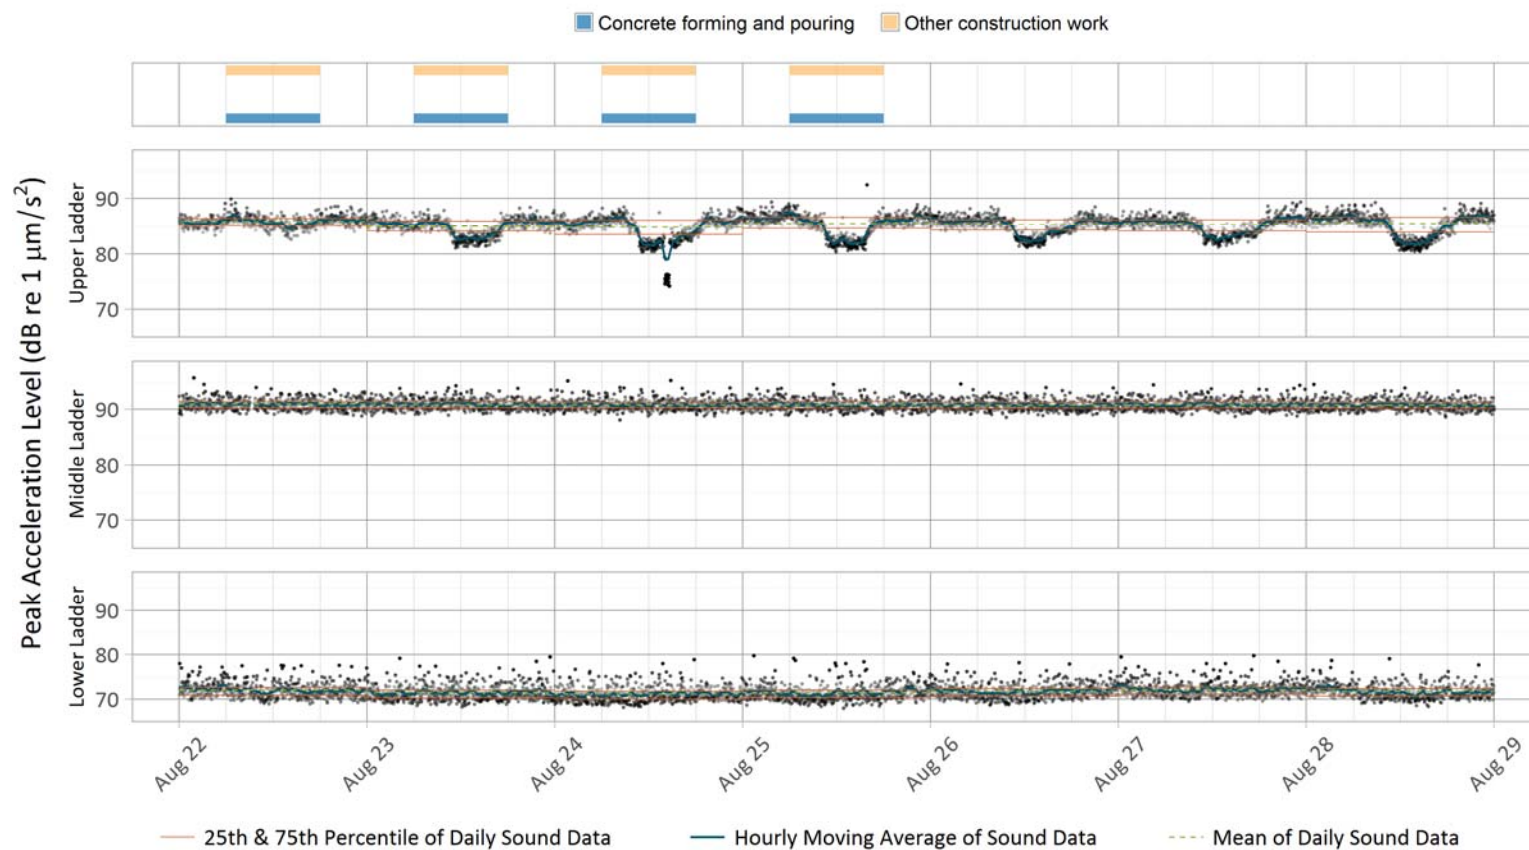 Concrete forming and pouring Other construction work
Peak Acceleration Level (dB re 1 μm / s²)
Upper Ladder
90
80
70
Middle Ladder
90
80
70
Lower Ladder
90
80
70
Aug 22 Aug 23 Aug 24 Aug 25 Aug 26 Aug 27 Aug 28 Aug 29
25th & 75th Percentile of Daily Sound Data Hourly Moving Average of Sound Data Mean of Daily Sound Data